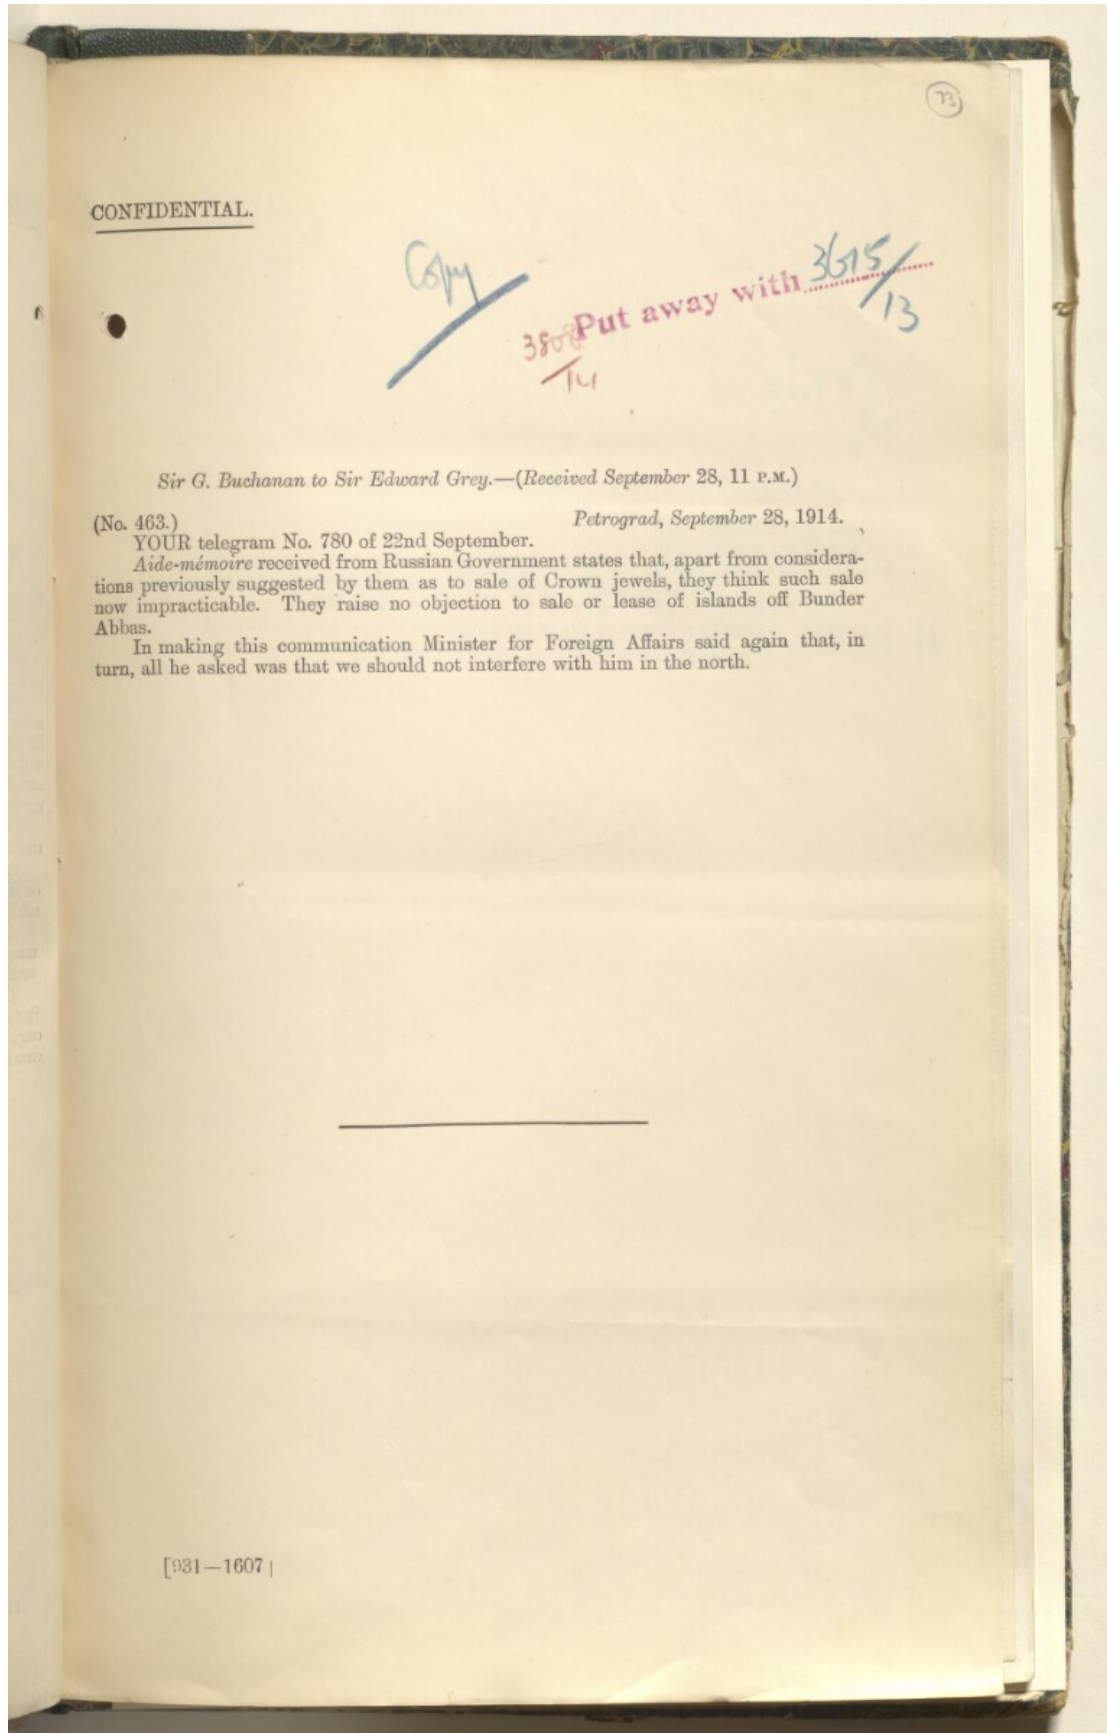 73
CONFIDENTIAL.
Copy
Put away with 3615/13
3808/14
Sir G. Buchanan to Sir Edward Grey.—(Received September 28, 11 P.M.)
(No. 463.) Petrograd, September 28, 1914.
YOUR telegram No. 780 of 22nd September.
Aide-mémoire received from Russian Government states that, apart from considera-
tions previously suggested by them as to sale of Crown jewels, they think such sale
now impracticable. They raise no objection to sale or lease of islands off Bunder
Abbas.
In making this communication Minister for Foreign Affairs said again that, in
turn, all he asked was that we should not interfere with him in the north.
[931—1607]